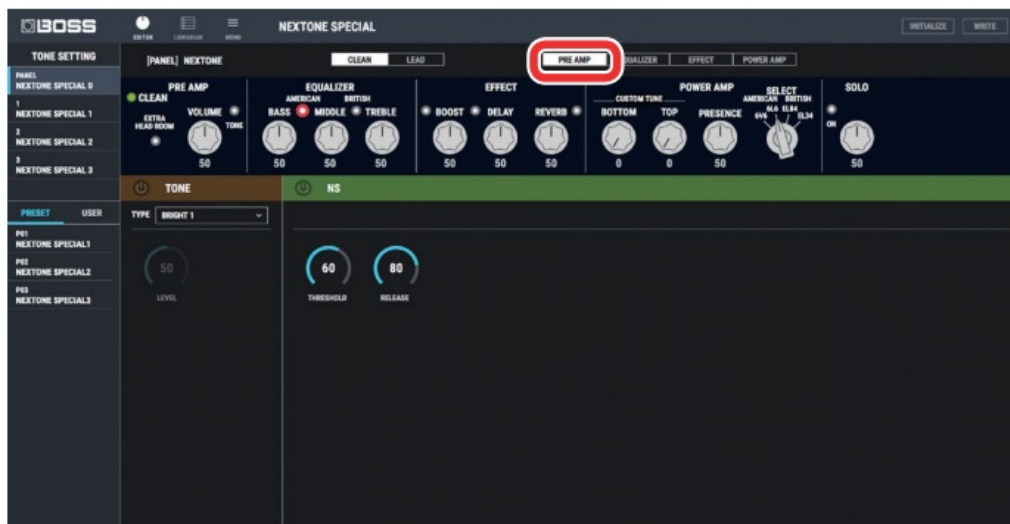 BOSS
EDITOR
LIBRARIAN
MENU
NEXTONE SPECIAL
INITIALIZE
WRITE
TONE SETTING
[PANEL] NEXTONE
CLEAN
LEAD
PRE AMP
EQUALIZER
EFFECT
POWER AMP
PANEL
NEXTONE SPECIAL 0
1
NEXTONE SPECIAL 1
2
NEXTONE SPECIAL 2
3
NEXTONE SPECIAL 3
PRE AMP
CLEAN
EXTRA
HEAD ROOM
VOLUME
TONE
50
EQUALIZER
AMERICAN BRITISH
BASS MIDDLE TREBLE
50 50 50
EFFECT
BOOST DELAY REVERB
50 50 50
POWER AMP
CUSTOM TUNE
BOTTOM TOP PRESENCE
0 0 50
SELECT
AMERICAN BRITISH
6V6 6L6 EL84 EL34
SOLO
ON
50
PRESET USER
P01
NEXTONE SPECIAL1
P02
NEXTONE SPECIAL2
P03
NEXTONE SPECIAL3
TONE
TYPE BRIGHT 1
50
LEVEL
NS
60 80
THRESHOLD RELEASE